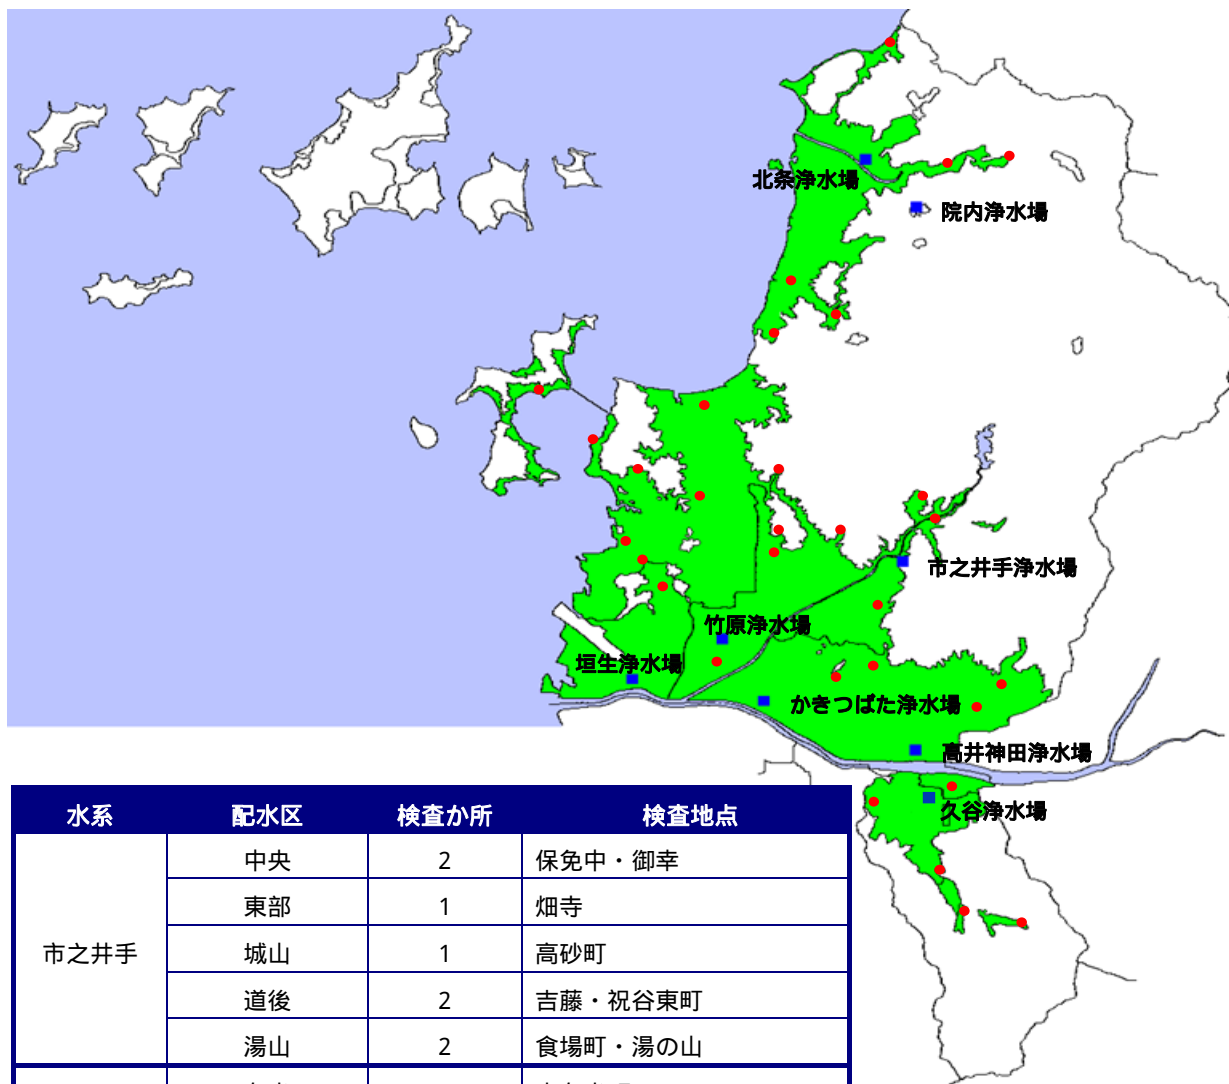 北条浄水場
院内浄水場
市之井手浄水場
竹原浄水場
垣生浄水場
かきつばた浄水場
高井神田浄水場
久谷浄水場
水系 配水区 検査か所 検査地点
市之井手
中央 2 保免中・御幸
東部 1 畑寺
城山 1 高砂町
道後 2 吉藤・祝谷東町
湯山 2 食場町・湯の山